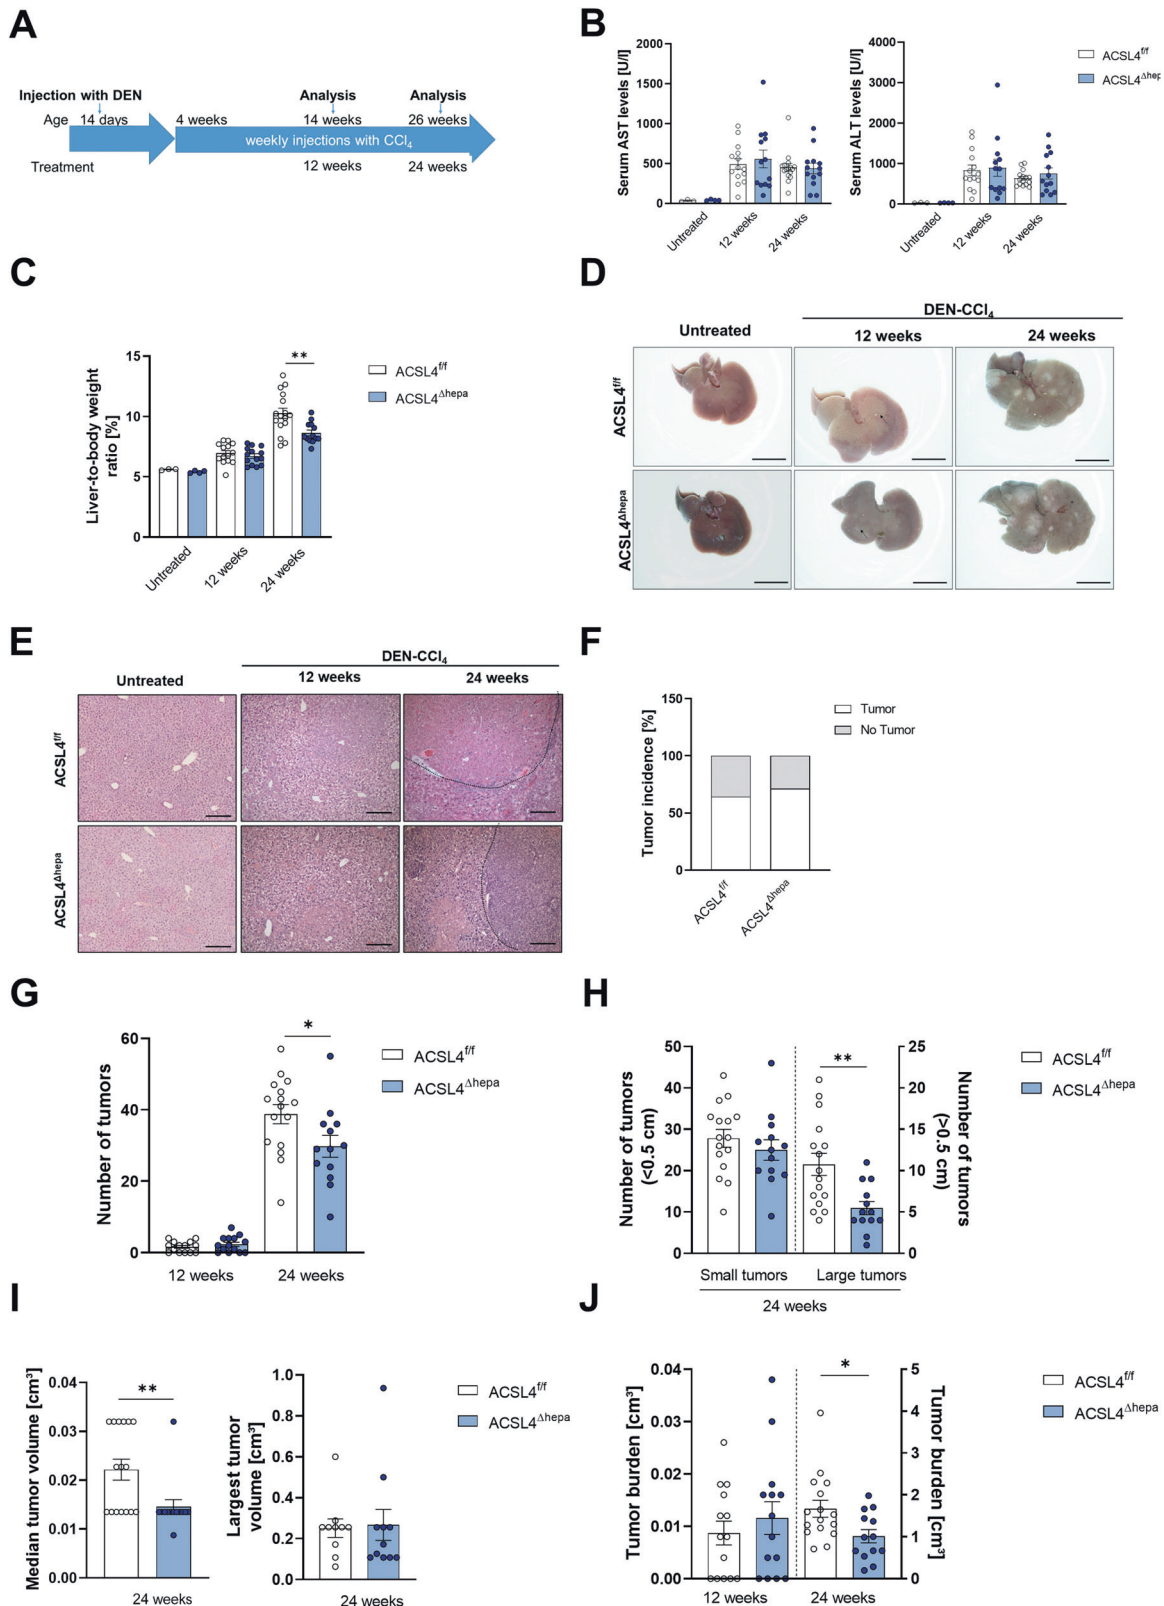 A
Injection with DEN
Analysis
Analysis
Age
14 days
4 weeks
14 weeks
26 weeks
weekly injections with CCl₄
Treatment
12 weeks
24 weeks
B
Serum AST levels [U/l]
2000
1500
1000
500
0
Untreated
12 weeks
24 weeks
Serum ALT levels [U/l]
4000
3000
2000
1000
0
Untreated
12 weeks
24 weeks
ACSL4f/f
ACSL4Δhepa
C
Liver-to-body weight
ratio [%]
15
10
5
0
**
Untreated
12 weeks
24 weeks
ACSL4f/f
ACSL4Δhepa
D
DEN-CCl₄
Untreated
12 weeks
24 weeks
ACSL4f/f
ACSL4Δhepa
E
DEN-CCl₄
Untreated
12 weeks
24 weeks
ACSL4f/f
ACSL4Δhepa
F
Tumor incidence [%]
150
100
50
0
Tumor
No Tumor
ACSL4f/f
ACSL4Δhepa
G
Number of tumors
60
40
20
0
*
12 weeks
24 weeks
ACSL4f/f
ACSL4Δhepa
H
Number of tumors
(<0.5 cm)
50
40
30
20
10
0
**
25
20
15
10
5
0
Number of tumors
(>0.5 cm)
Small tumors
Large tumors
24 weeks
ACSL4f/f
ACSL4Δhepa
I
Median tumor volume [cm³]
0.04
0.03
0.02
0.01
0.00
**
24 weeks
Largest tumor
volume [cm³]
1.0
0.8
0.6
0.4
0.2
0.0
24 weeks
ACSL4f/f
ACSL4Δhepa
J
Tumor burden [cm³]
0.04
0.03
0.02
0.01
0.00
*
5
4
3
2
1
0
Tumor burden [cm³]
12 weeks
24 weeks
ACSL4f/f
ACSL4Δhepa